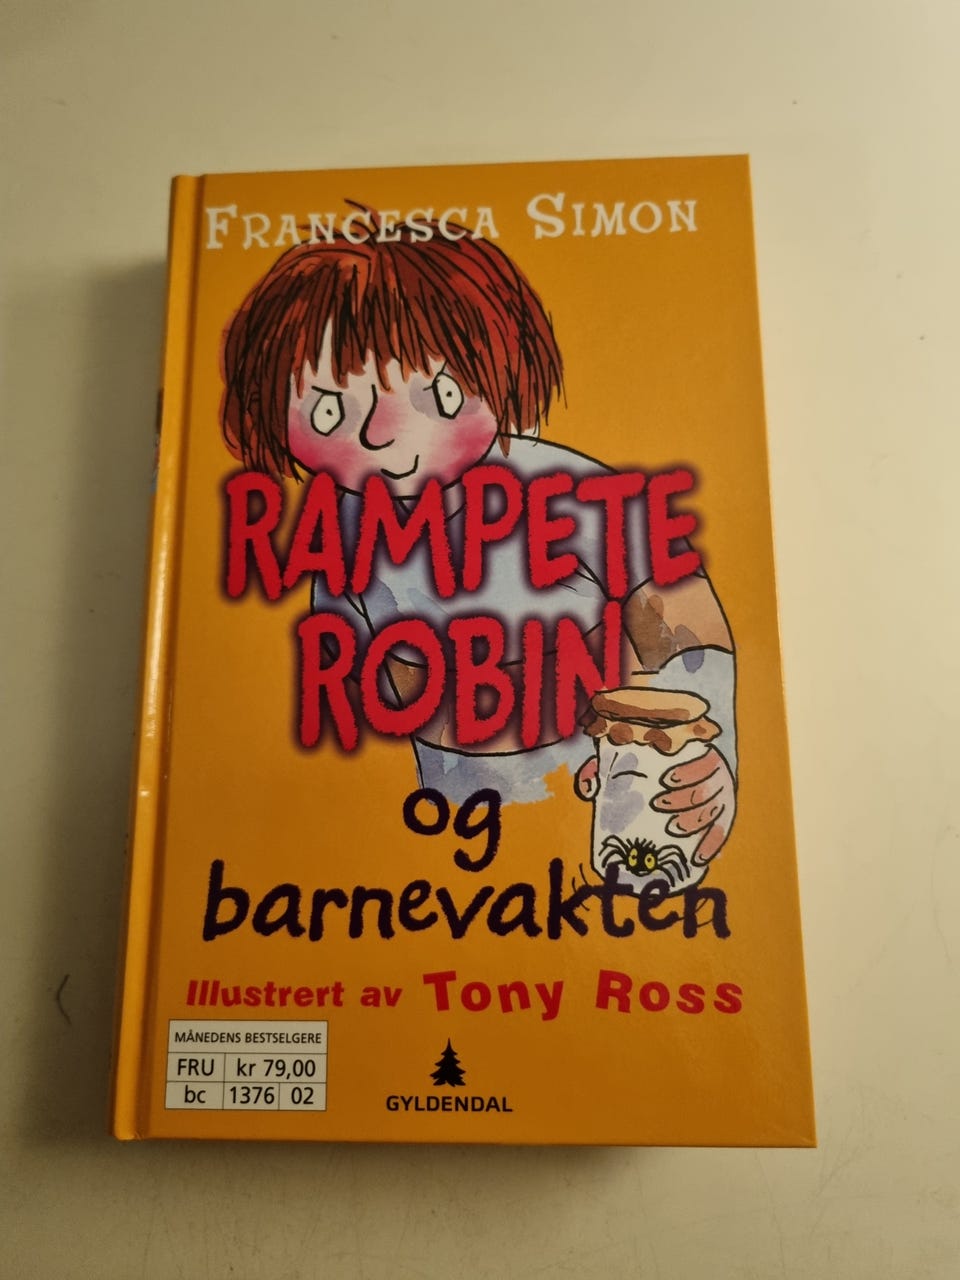 FRANCESCA SIMON
RAMPETE
ROBIN
og
barnevakten
Illustrert av Tony Ross
MÅNEDENS BESTSELGERE
FRU kr 79,00
bc 1376 02
GYLDENDAL